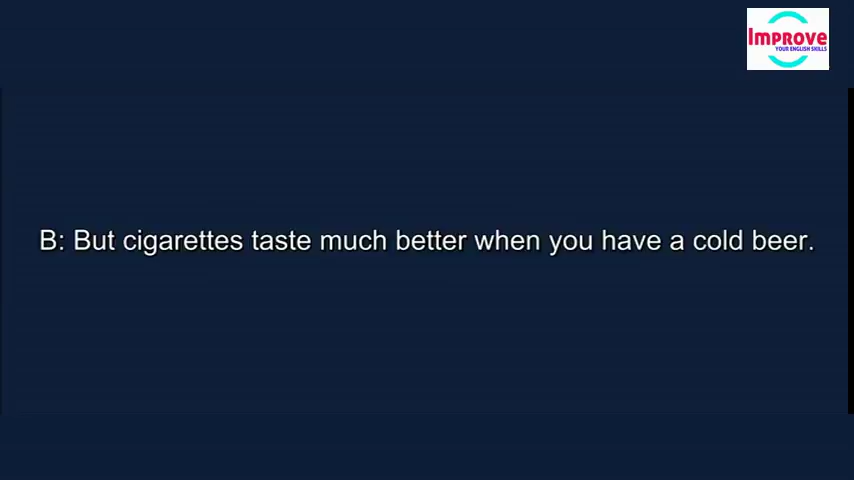 Improve
YOUR ENGLISH SKILLS
B: But cigarettes taste much better when you have a cold beer.